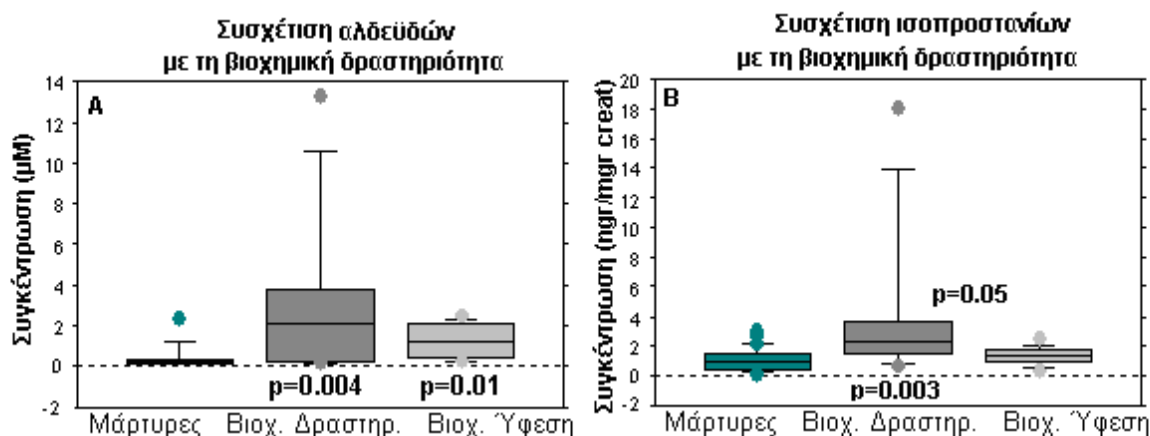 Συσχέτιση αλδεϋδών
με τη βιοχημική δραστηριότητα
Συγκέντρωση (μΜ)
A
14
12
10
8
6
4
2
0
-2
p=0.004
p=0.01
Μάρτυρες
Βιοχ. Δραστηρ.
Βιοχ. Ύφεση
Συσχέτιση ισοπροστανίων
με τη βιοχημική δραστηριότητα
Συγκέντρωση (ngr/mgr creat)
B
20
18
16
14
12
10
8
6
4
2
0
-2
p=0.05
p=0.003
Μάρτυρες
Βιοχ. Δραστηρ.
Βιοχ. Ύφεση